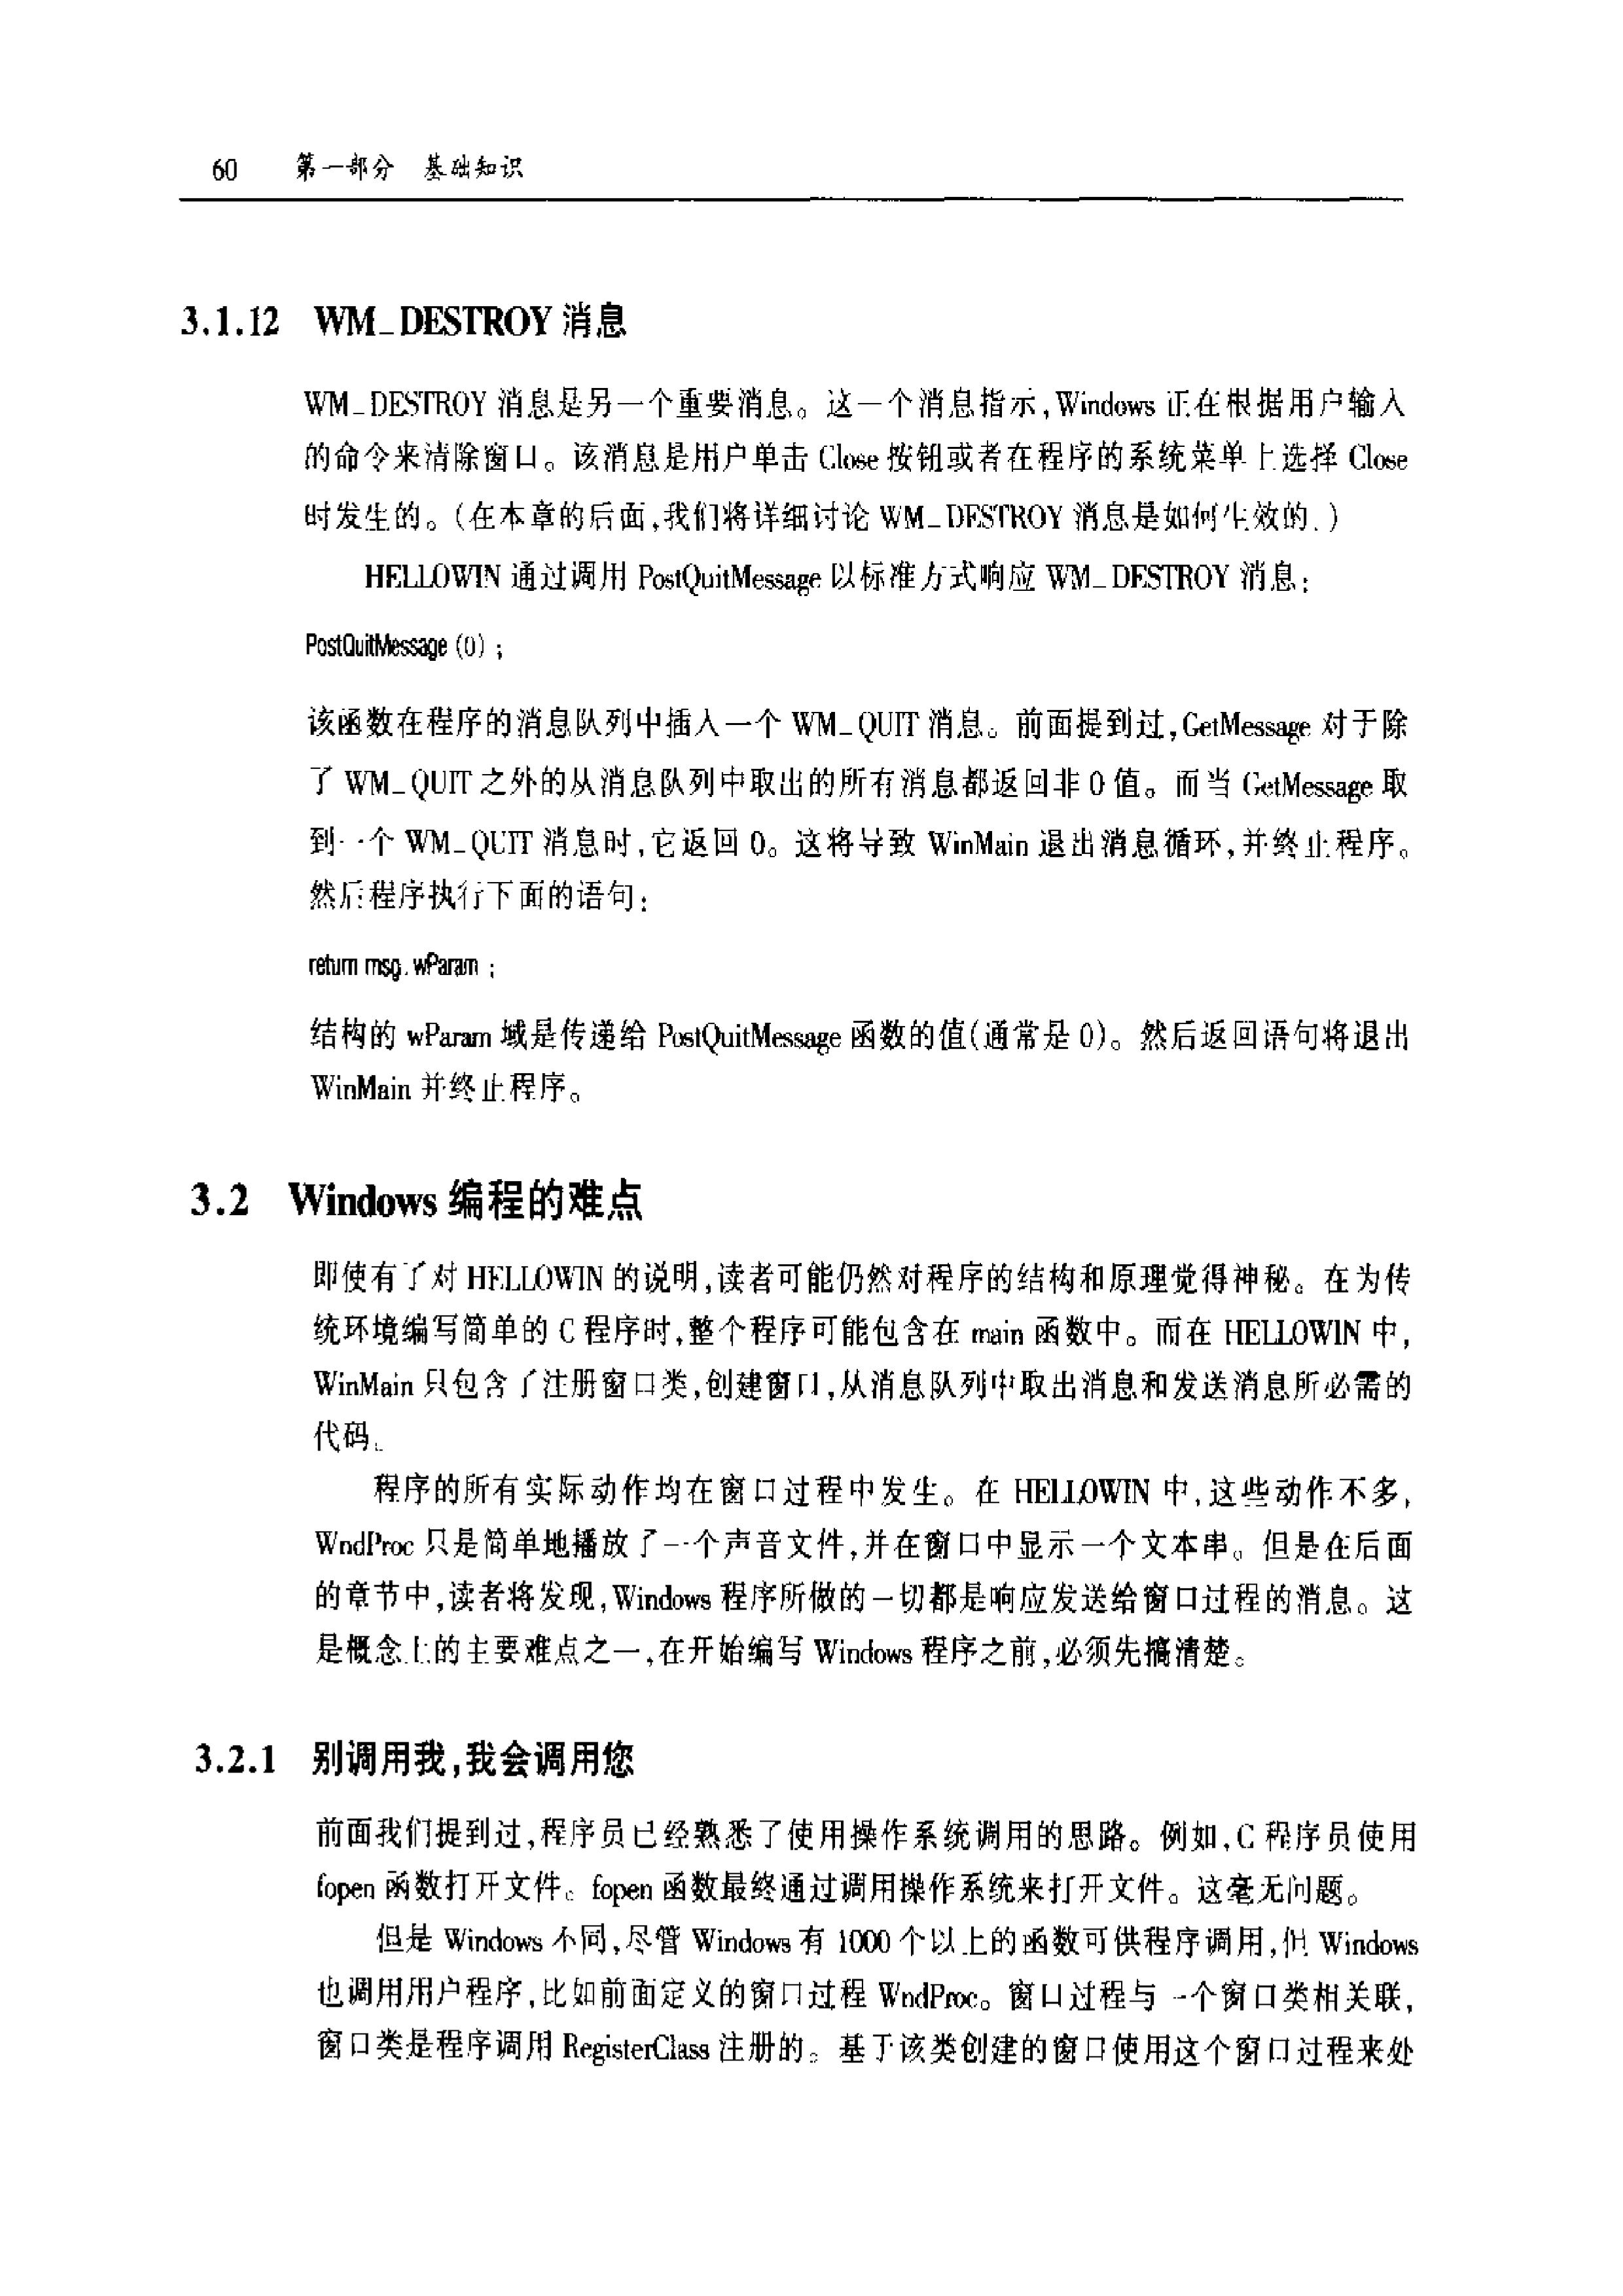 60 第一部分 基础知识
3.1.12 WM_DESTROY 消息
WM_DESTROY 消息是另一个重要消息。这一个消息指示,Windows 正在根据用户输入
的命令来清除窗口。该消息是用户单击 Close 按钮或者在程序的系统菜单上选择 Close
时发生的。(在本章的后面,我们将详细讨论 WM_DESTROY 消息是如何生效的.)
HELLOWIN 通过调用 PostQuitMessage 以标准方式响应 WM_DESTROY 消息:
PostQuitMessage (0) ;
该函数在程序的消息队列中插入一个 WM_QUIT 消息。前面提到过,GetMessage 对于除
了 WM_QUIT 之外的从消息队列中取出的所有消息都返回非 0 值。而当 GetMessage 取
到一个 WM_QUIT 消息时,它返回 0。这将导致 WinMain 退出消息循环,并终止程序。
然后程序执行下面的语句:
return msg.wParam ;
结构的 wParam 域是传递给 PostQuitMessage 函数的值(通常是 0)。然后返回语句将退出
WinMain 并终止程序。
3.2 Windows 编程的难点
即使有了对 HELLOWIN 的说明,读者可能仍然对程序的结构和原理觉得神秘。在为传
统环境编写简单的 C 程序时,整个程序可能包含在 main 函数中。而在 HELLOWIN 中,
WinMain 只包含了注册窗口类,创建窗口,从消息队列中取出消息和发送消息所必需的
代码。
程序的所有实际动作均在窗口过程中发生。在 HELLOWIN 中,这些动作不多,
WndProc 只是简单地播放了一个声音文件,并在窗口中显示一个文本串。但是在后面
的章节中,读者将发现,Windows 程序所做的一切都是响应发送给窗口过程的消息。这
是概念上的主要难点之一,在开始编写 Windows 程序之前,必须先搞清楚。
3.2.1 别调用我,我会调用您
前面我们提到过,程序员已经熟悉了使用操作系统调用的思路。例如,C 程序员使用
fopen 函数打开文件。fopen 函数最终通过调用操作系统来打开文件。这毫无问题。
但是 Windows 不同,尽管 Windows 有 1000 个以上的函数可供程序调用,但 Windows
也调用用户程序,比如前面定义的窗口过程 WndProc。窗口过程与一个窗口类相关联,
窗口类是程序调用 RegisterClass 注册的。基于该类创建的窗口使用这个窗口过程来处